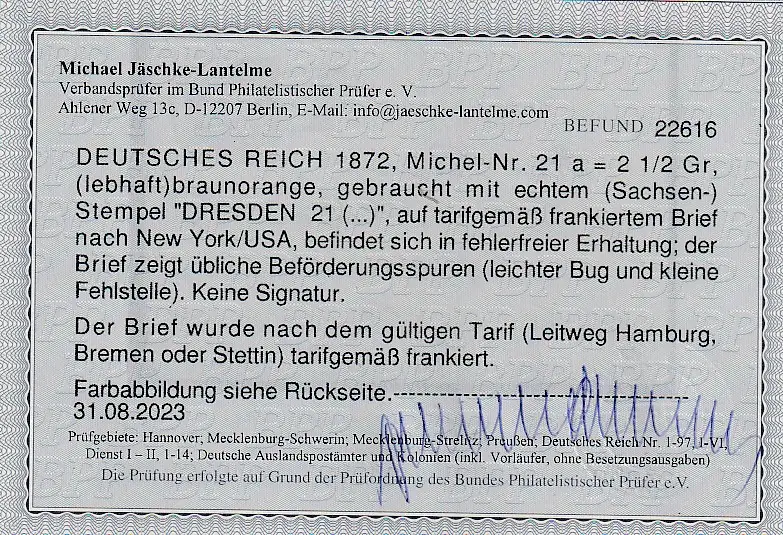 Michael Jäschke-Lantelme
Verbandsprüfer im Bund Philatelistischer Prüfer e. V.
Ahlener Weg 13c, D-12207 Berlin, E-Mail: info@jaeschke-lantelme.com
BEFUND 22616
DEUTSCHES REICH 1872, Michel-Nr. 21 a = 2 1/2 Gr,
(lebhaft)braunorange, gebraucht mit echtem (Sachsen-)
Stempel "DRESDEN 21 (...)", auf tarifgemäß frankiertem Brief
nach New York/USA, befindet sich in fehlerfreier Erhaltung; der
Brief zeigt übliche Beförderungsspuren (leichter Bug und kleine
Fehlstelle). Keine Signatur.
Der Brief wurde nach dem gültigen Tarif (Leitweg Hamburg,
Bremen oder Stettin) tarifgemäß frankiert.
Farbabbildung siehe Rückseite.------------------------------------
31.08.2023
Prüfgebiete: Hannover; Mecklenburg-Schwerin; Mecklenburg-Strelitz; Preußen; Deutsches Reich Nr. 1-97, I-VI,
Dienst I – II, 1-14; Deutsche Auslandspostämter und Kolonien (inkl. Vorläufer, ohne Besetzungsausgaben)
Die Prüfung erfolgte auf Grund der Prüfordnung des Bundes Philatelistischer Prüfer e.V.